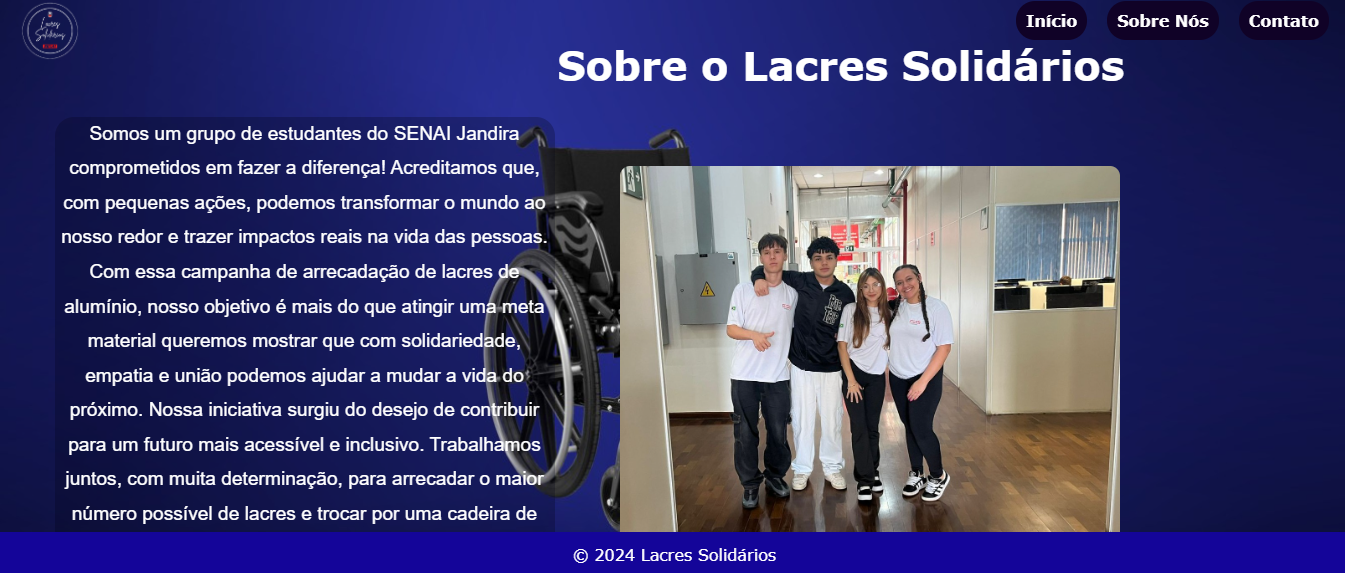 Lacres
Solidários
Início
Sobre Nós
Contato
Sobre o Lacres Solidários
Somos um grupo de estudantes do SENAI Jandira
comprometidos em fazer a diferença! Acreditamos que,
com pequenas ações, podemos transformar o mundo ao
nosso redor e trazer impactos reais na vida das pessoas.
Com essa campanha de arrecadação de lacres de
alumínio, nosso objetivo é mais do que atingir uma meta
material queremos mostrar que com solidariedade,
empatia e união podemos ajudar a mudar a vida do
próximo. Nossa iniciativa surgiu do desejo de contribuir
para um futuro mais acessível e inclusivo. Trabalhamos
juntos, com muita determinação, para arrecadar o maior
número possível de lacres e trocar por uma cadeira de
© 2024 Lacres Solidários